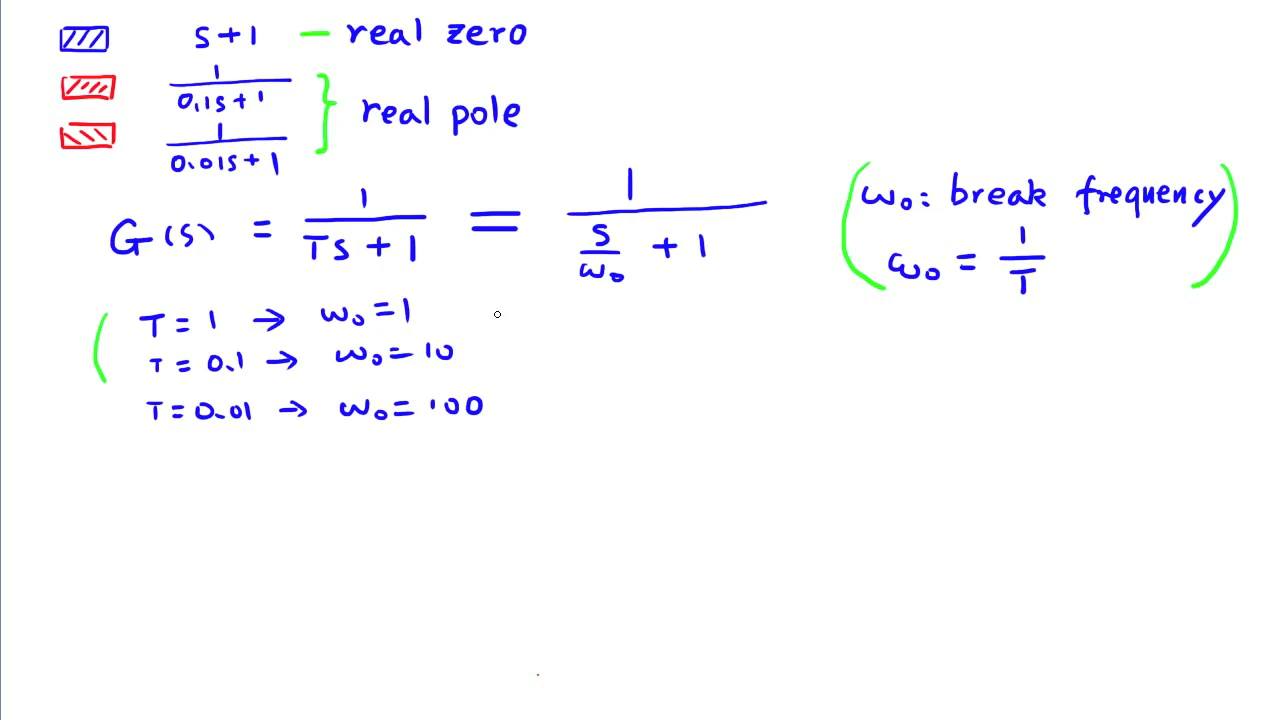 s+1 — real zero
1/(0.1s+1)
1/(0.01s+1) } real pole
G(s) = 1/(Ts+1) = 1/(s/ω₀ + 1)
(ω₀: break frequency
ω₀ = 1/T)
T = 1 → ω₀ = 1
T = 0.1 → ω₀ = 10
T = 0.01 → ω₀ = 100